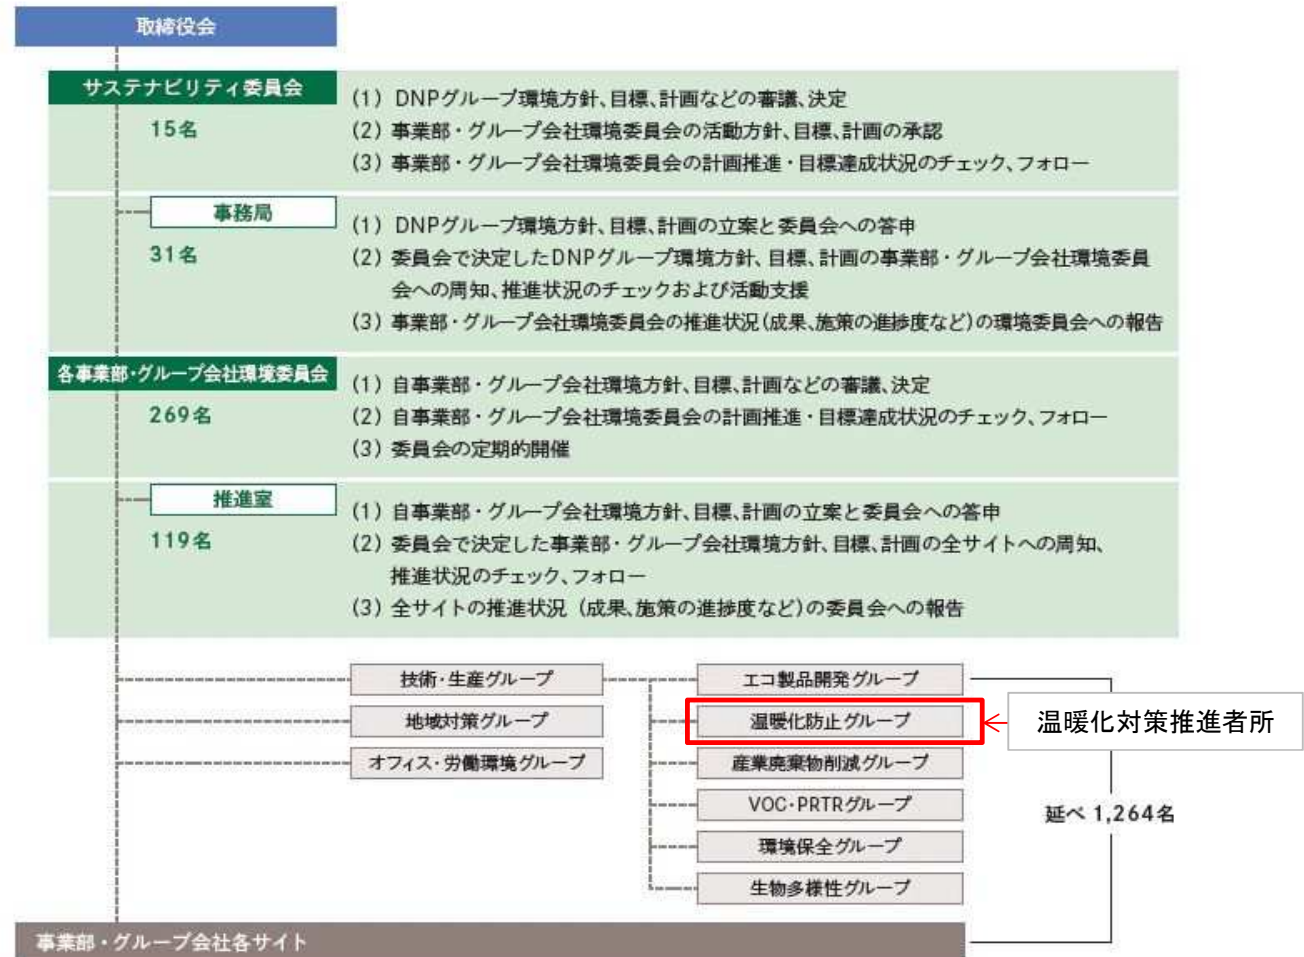 取締役会
サステナビリティ委員会
15名
(1) DNPグループ環境方針、目標、計画などの審議、決定
(2) 事業部・グループ会社環境委員会の活動方針、目標、計画の承認
(3) 事業部・グループ会社環境委員会の計画推進・目標達成状況のチェック、フォロー
事務局
31名
(1) DNPグループ環境方針、目標、計画の立案と委員会への答申
(2) 委員会で決定したDNPグループ環境方針、目標、計画の事業部・グループ会社環境委員
会への周知、推進状況のチェックおよび活動支援
(3) 事業部・グループ会社環境委員会の推進状況(成果、施策の進捗度など)の環境委員会への報告
各事業部・グループ会社環境委員会
269名
(1) 自事業部・グループ会社環境方針、目標、計画などの審議、決定
(2) 自事業部・グループ会社環境委員会の計画推進・目標達成状況のチェック、フォロー
(3) 委員会の定期的開催
推進室
119名
(1) 自事業部・グループ会社環境方針、目標、計画の立案と委員会への答申
(2) 委員会で決定した事業部・グループ会社環境方針、目標、計画の全サイトへの周知、
推進状況のチェック、フォロー
(3) 全サイトの推進状況 (成果、施策の進捗度など)の委員会への報告
技術・生産グループ
地域対策グループ
オフィス・労働環境グループ
エコ製品開発グループ
温暖化防止グループ
産業廃棄物削減グループ
VOC・PRTRグループ
環境保全グループ
生物多様性グループ
温暖化対策推進者所
延べ 1,264名
事業部・グループ会社各サイト